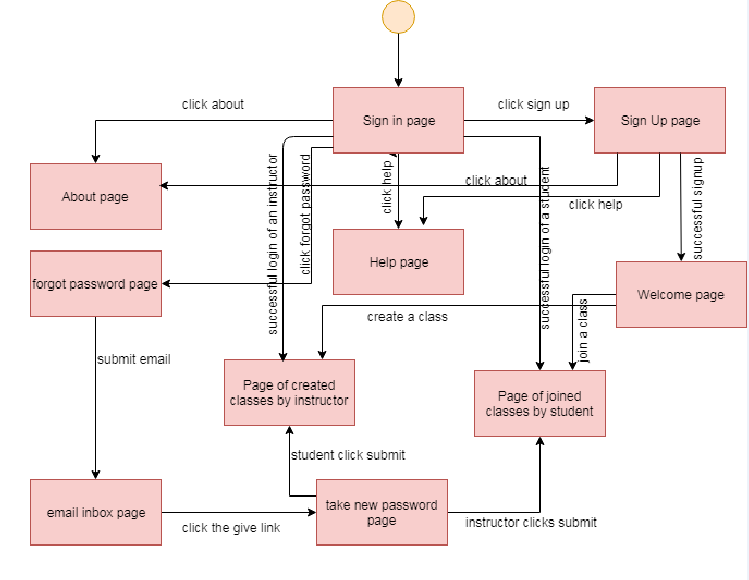 click about
Sign in page
click sign up
Sign Up page
About page
successful login of an instructor
click forgot password
click help
click about
click help
successful login of a student
successful signup
forgot password page
Help page
Welcome page
create a class
join a class
submit email
Page of created
classes by instructor
Page of joined
classes by student
student click submit
email inbox page
click the give link
take new password
page
instructor clicks submit